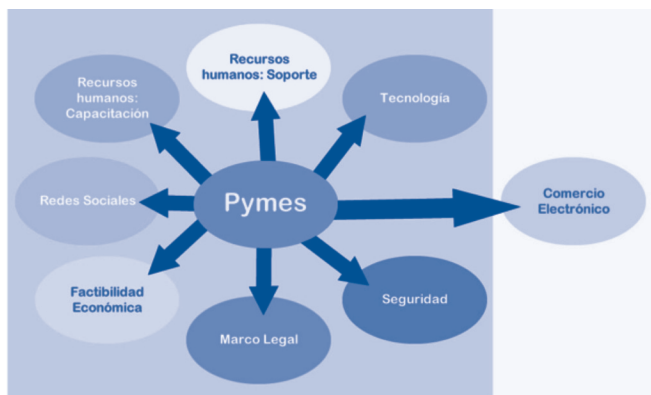 Recursos
humanos: Soporte
Recursos
humanos:
Capacitación
Tecnología
Redes Sociales
Pymes
Comercio
Electrónico
Factibilidad
Económica
Seguridad
Marco Legal